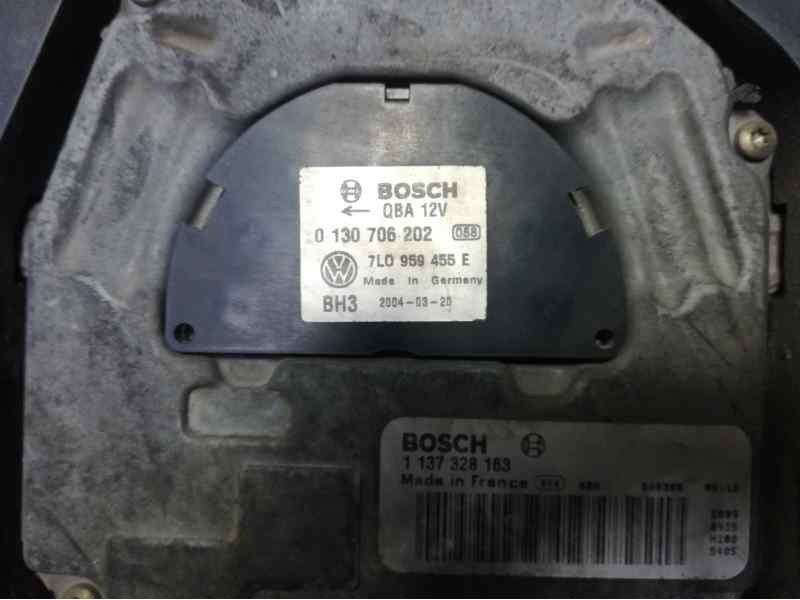 BOSCH
← QBA 12V
0 130 706 202 058
7L0 959 455 E
Made in Germany
BH3 2004-03-20
BOSCH
1 137 328 163
Made in France